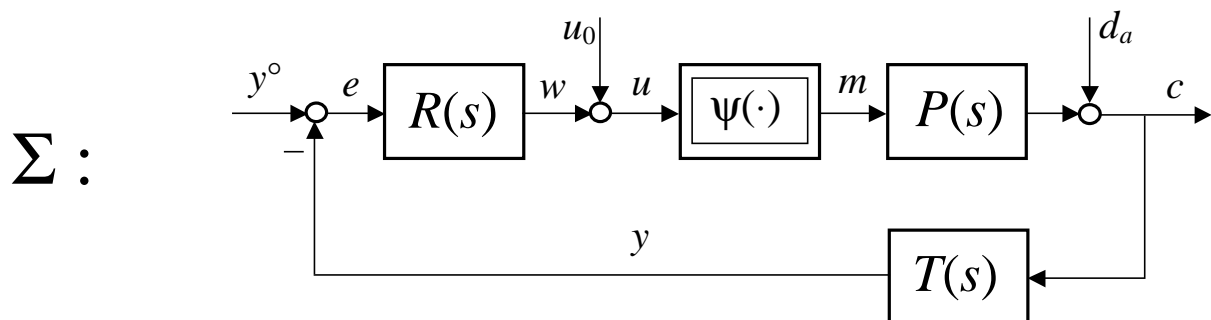 u₀
dₐ
y° e R(s) w u ψ(·) m P(s) c
−
Σ :
y
T(s)